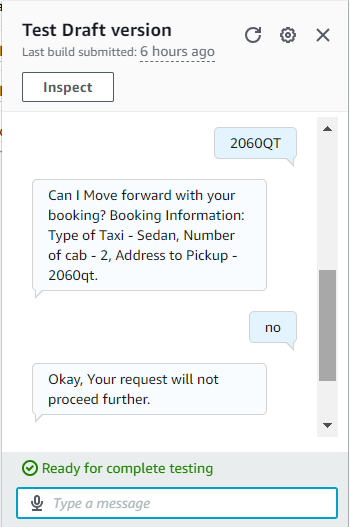 Test Draft version
Last build submitted: 6 hours ago
Inspect
2060QT
Can I Move forward with your
booking? Booking Information:
Type of Taxi - Sedan, Number
of cab - 2, Address to Pickup -
2060qt.
no
Okay, Your request will not
proceed further.
Ready for complete testing
Type a message